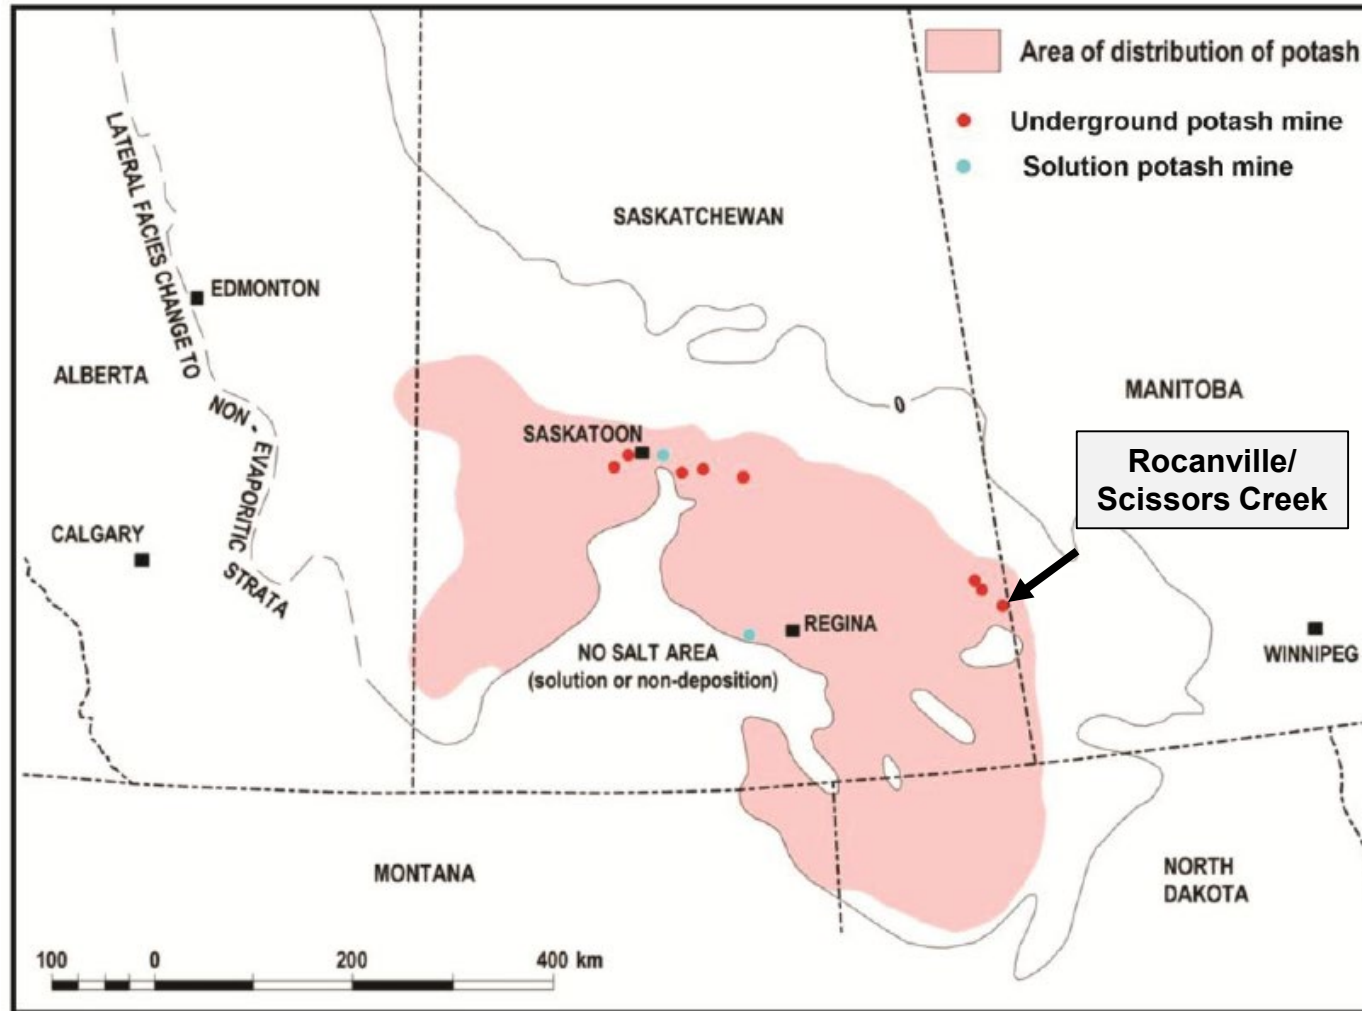 Area of distribution of potash
Underground potash mine
Solution potash mine
LATERAL FACIES CHANGE TO
NON - EVAPORITIC STRATA
SASKATCHEWAN
EDMONTON
ALBERTA
MANITOBA
0
SASKATOON
Rocanville/
Scissors Creek
CALGARY
REGINA
NO SALT AREA
(solution or non-deposition)
WINNIPEG
MONTANA
NORTH
DAKOTA
100 0 200 400 km